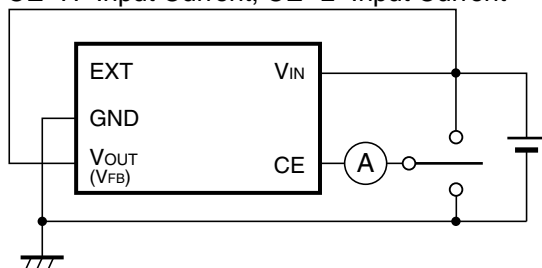 CE "H" Input Current, CE "L" Input Current
EXT
VIN
GND
VOUT
(VFB)
CE
A